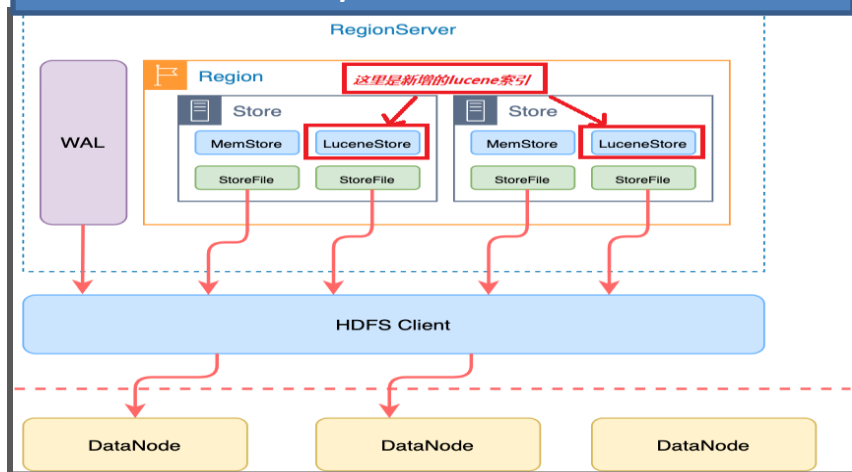 RegionServer
Region
这里是新增的lucene索引
Store
Store
WAL
MemStore
LuceneStore
MemStore
LuceneStore
StoreFile
StoreFile
StoreFile
StoreFile
HDFS Client
DataNode
DataNode
DataNode